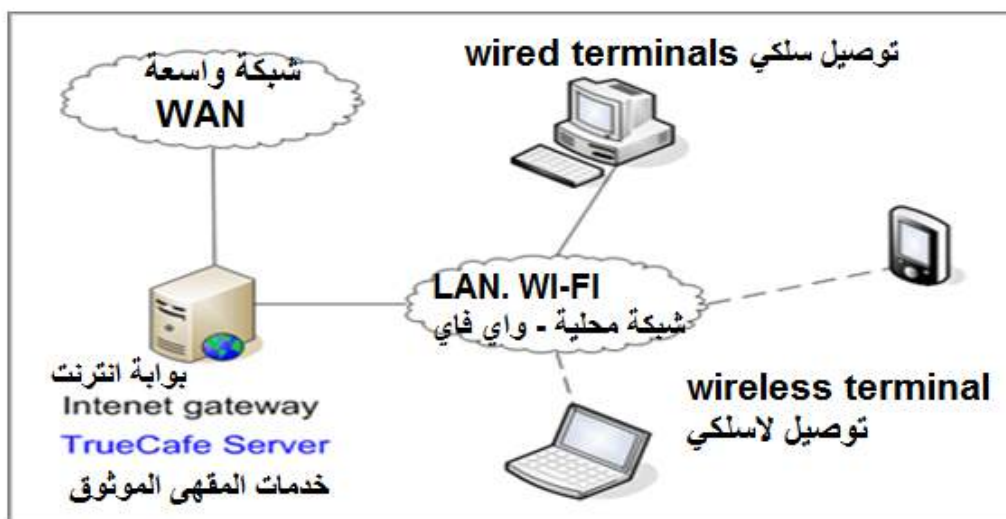 شبكة واسعة
WAN
wired terminals توصيل سلكي
LAN. WI-FI
شبكة محلية - واي فاي
بوابة انترنت
Intenet gateway
TrueCafe Server
خدمات المقهى الموثوق
wireless terminal
توصيل لاسلكي